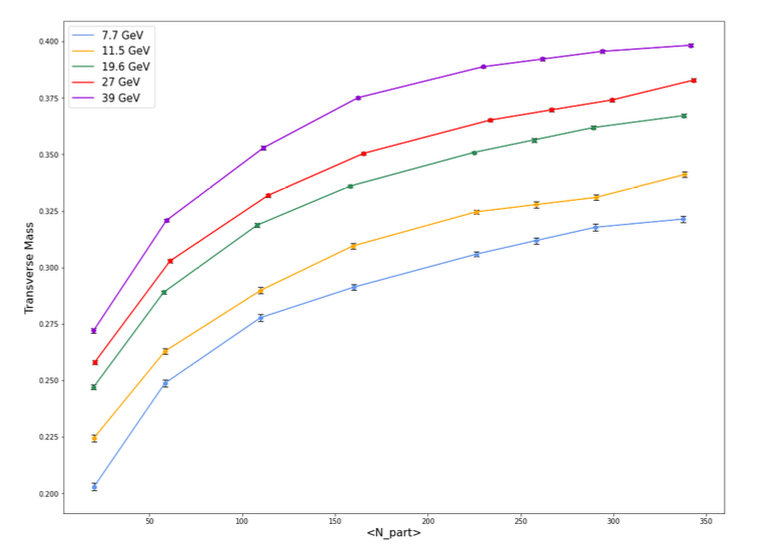 7.7 GeV
11.5 GeV
19.6 GeV
27 GeV
39 GeV
0.400
0.375
0.350
0.325
0.300
0.275
0.250
0.225
0.200
Transverse Mass
50 100 150 200 250 300 350
<N_part>